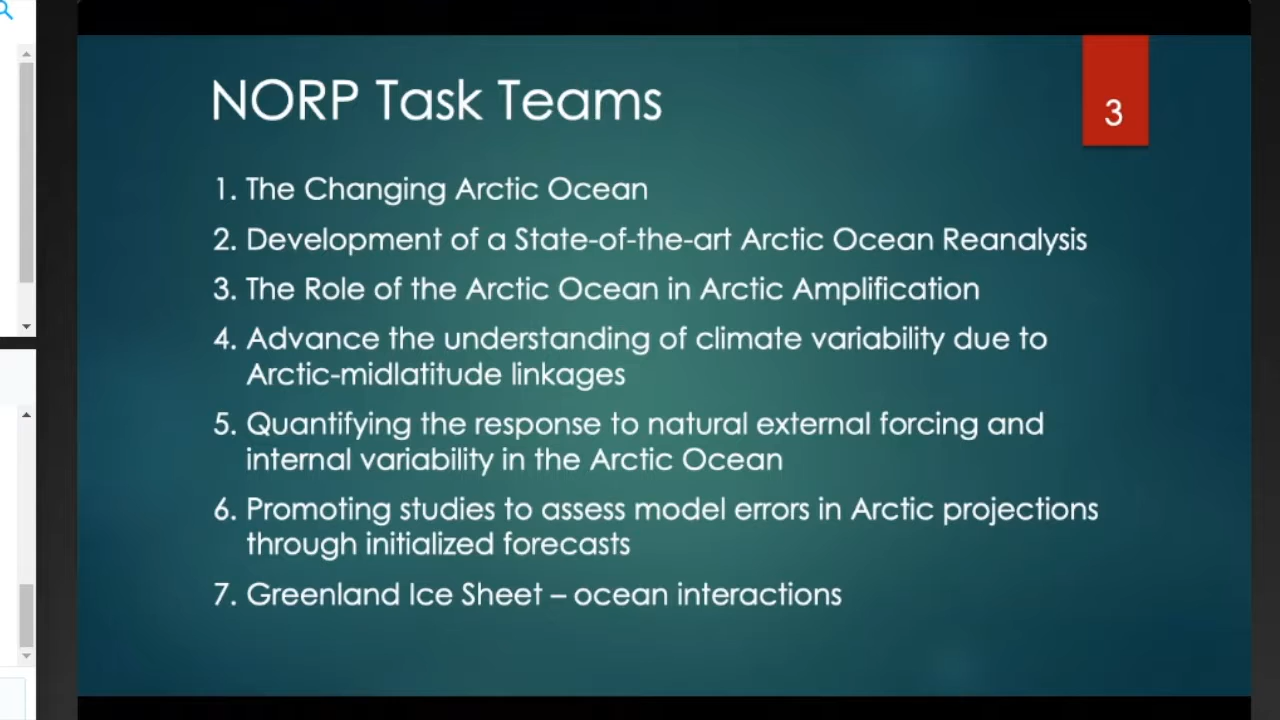 NORP Task Teams
3
1. The Changing Arctic Ocean
2. Development of a State-of-the-art Arctic Ocean Reanalysis
3. The Role of the Arctic Ocean in Arctic Amplification
4. Advance the understanding of climate variability due to
Arctic-midlatitude linkages
5. Quantifying the response to natural external forcing and
internal variability in the Arctic Ocean
6. Promoting studies to assess model errors in Arctic projections
through initialized forecasts
7. Greenland Ice Sheet – ocean interactions